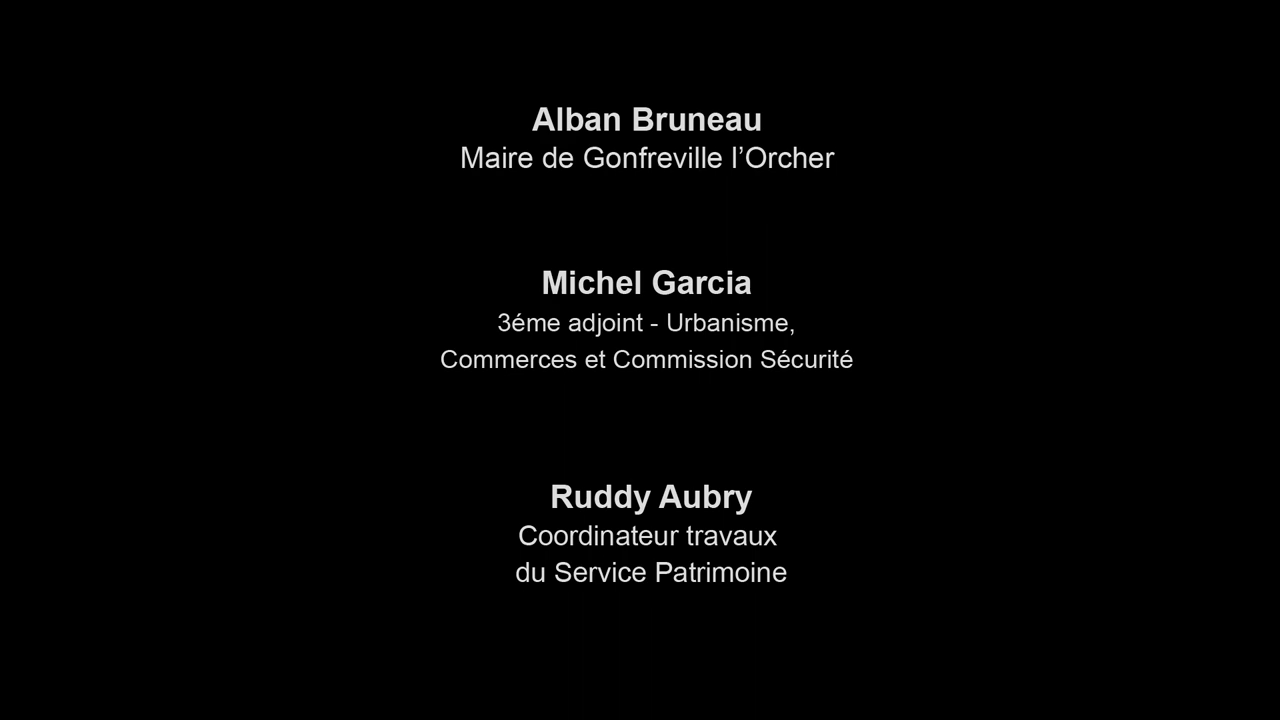 Alban Bruneau
Maire de Gonfreville l’Orcher
Michel Garcia
3éme adjoint - Urbanisme,
Commerces et Commission Sécurité
Ruddy Aubry
Coordinateur travaux
du Service Patrimoine